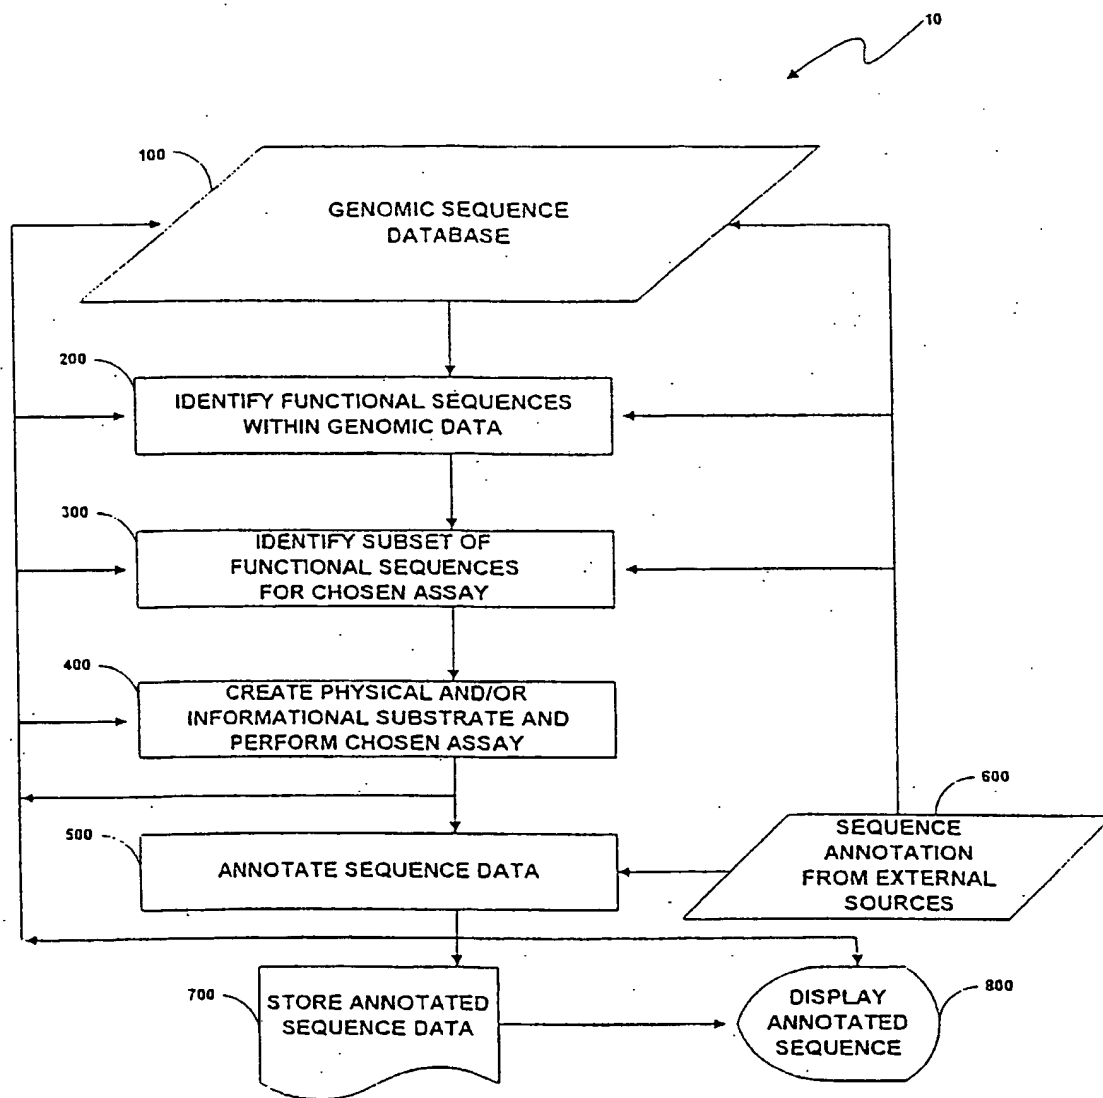 10
100
GENOMIC SEQUENCE
DATABASE
200
IDENTIFY FUNCTIONAL SEQUENCES
WITHIN GENOMIC DATA
300
IDENTIFY SUBSET OF
FUNCTIONAL SEQUENCES
FOR CHOSEN ASSAY
400
CREATE PHYSICAL AND/OR
INFORMATIONAL SUBSTRATE AND
PERFORM CHOSEN ASSAY
500
ANNOTATE SEQUENCE DATA
600
SEQUENCE
ANNOTATION
FROM EXTERNAL
SOURCES
700
STORE ANNOTATED
SEQUENCE DATA
800
DISPLAY
ANNOTATED
SEQUENCE